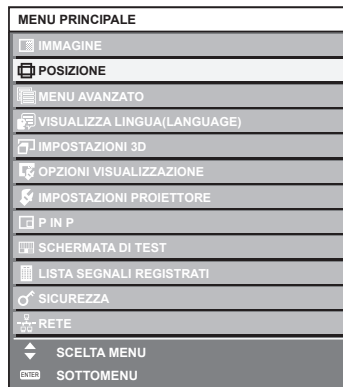 MENU PRINCIPALE
IMMAGINE
POSIZIONE
MENU AVANZATO
VISUALIZZA LINGUA(LANGUAGE)
IMPOSTAZIONI 3D
OPZIONI VISUALIZZAZIONE
IMPOSTAZIONI PROIETTORE
P IN P
SCHERMATA DI TEST
LISTA SEGNALI REGISTRATI
SICUREZZA
RETE
SCELTA MENU
ENTER SOTTOMENU